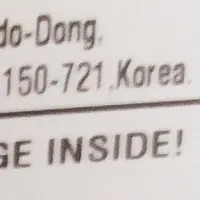 do-Dong,
150-721,Korea.
GE INSIDE!